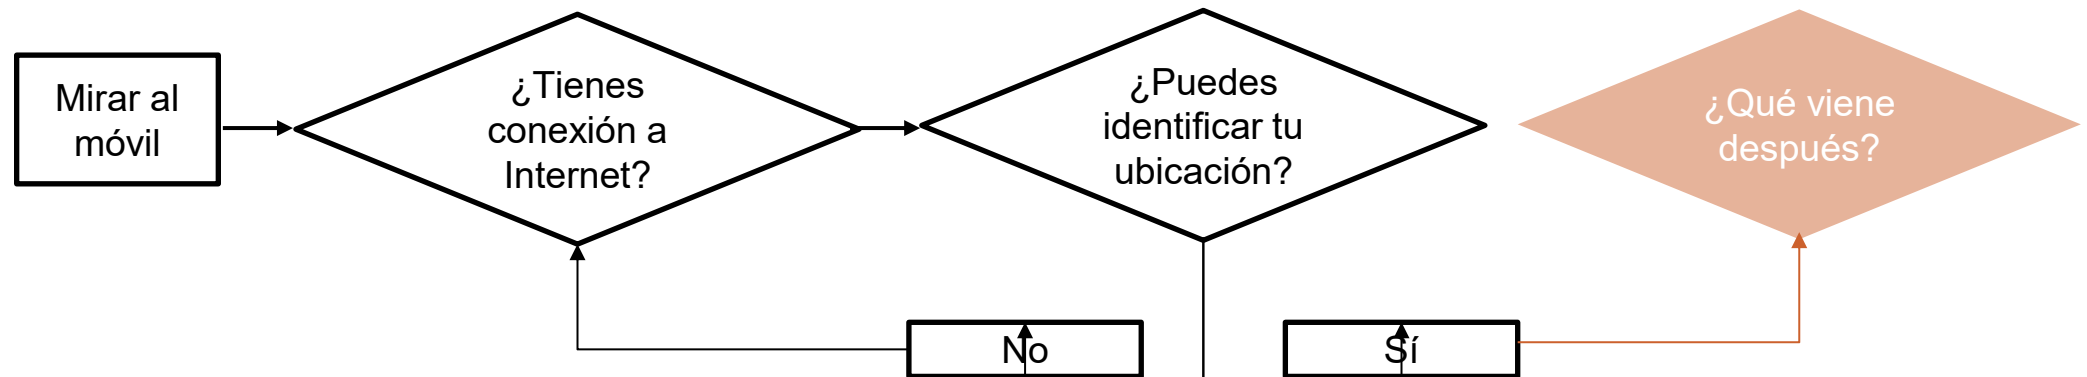 Mirar al
móvil
¿Tienes
conexión a
Internet?
¿Puedes
identificar tu
ubicación?
¿Qué viene
después?
No
Sí